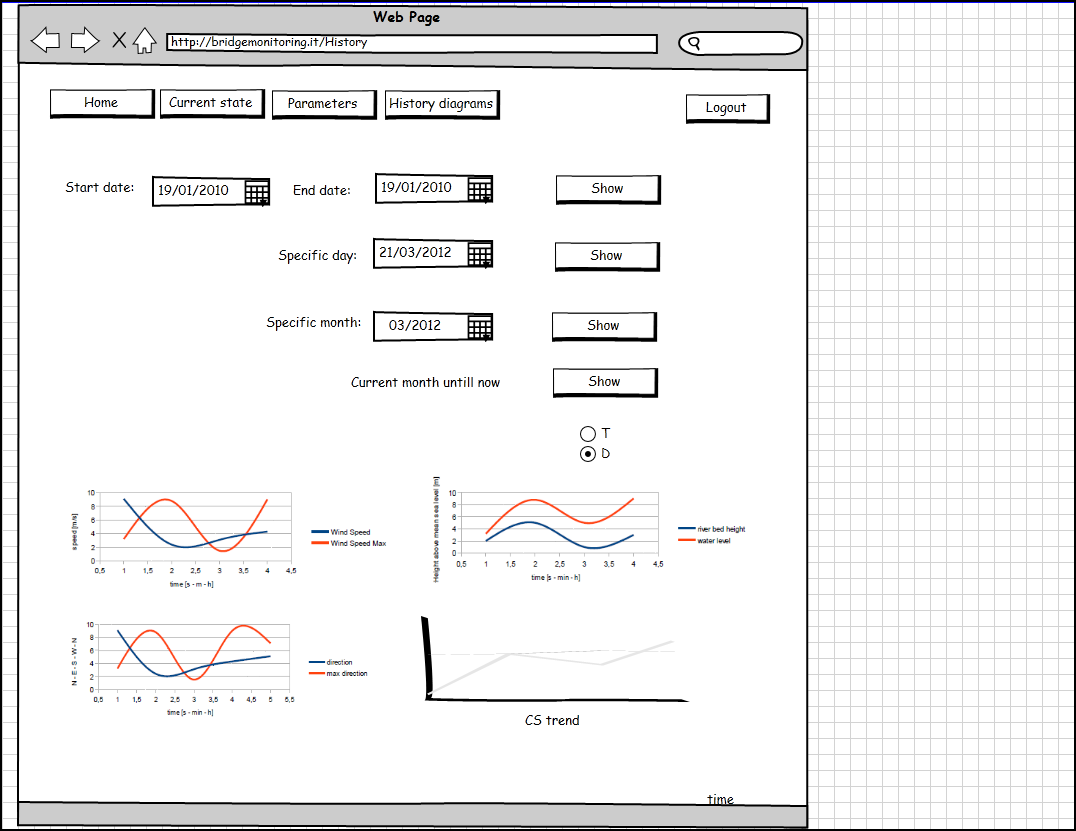 Web Page
http://bridgemonitoring.it/History
Home
Current state
Parameters
History diagrams
Logout
Start date:
19/01/2010
End date:
19/01/2010
Show
Specific day:
21/03/2012
Show
Specific month:
03/2012
Show
Current month untill now
Show
T
D
speed [m/s]
10
8
6
4
2
0
0,5 1 1,5 2 2,5 3 3,5 4 4,5
time [s - m - h]
Wind Speed
Wind Speed Max
Height above mean sea level [m]
10
8
6
4
2
0
0,5 1 1,5 2 2,5 3 3,5 4 4,5
time [s - min - h]
river bed height
water level
N - E - S - W - N
10
8
6
4
2
0
0,5 1 1,5 2 2,5 3 3,5 4 4,5 5 5,5
time [s - min - h]
direction
max direction
CS trend
time